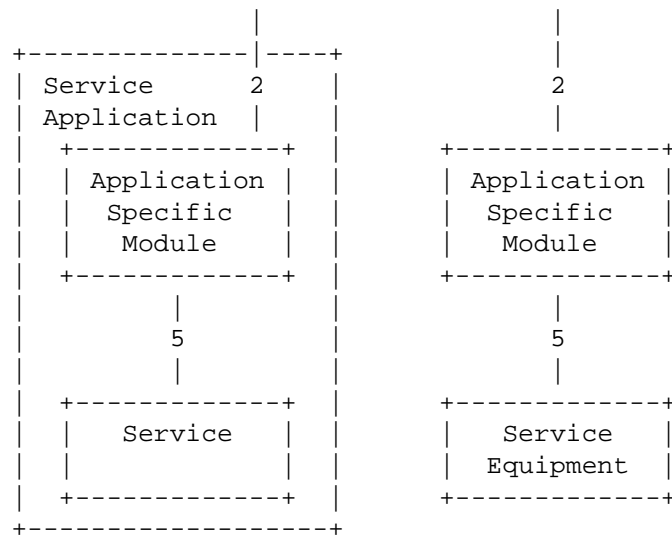 Service 2 2
Application
Application Application
Specific Specific
Module Module
5 5
Service Service
Equipment